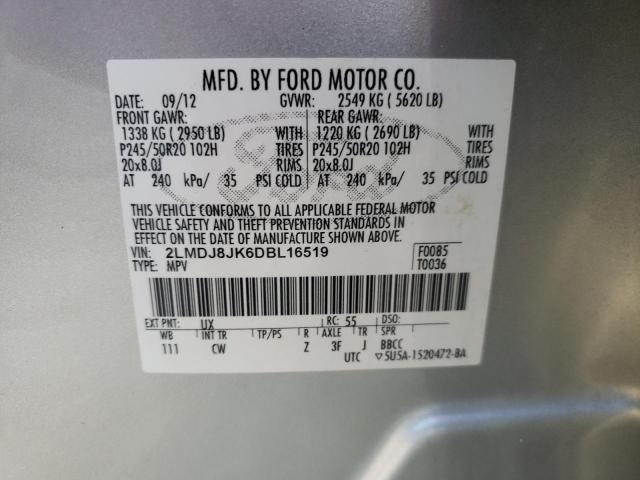 MFD. BY FORD MOTOR CO.
DATE: 09/12 GVWR: 2549 KG ( 5620 LB)
FRONT GAWR: REAR GAWR:
1338 KG ( 2950 LB) WITH 1220 KG ( 2690 LB) WITH
P245/50R20 102H TIRES P245/50R20 102H TIRES
20x8.0J RIMS 20x8.0J RIMS
AT 240 kPa/ 35 PSI COLD AT 240 kPa/ 35 PSI COLD
THIS VEHICLE CONFORMS TO ALL APPLICABLE FEDERAL MOTOR
VEHICLE SAFETY AND THEFT PREVENTION STANDARDS IN
EFFECT ON THE DATE OF MANUFACTURE SHOWN ABOVE.
VIN: 2LMDJ8JK6DBL16519 F0085
TYPE: MPV T0036
EXT PNT: UX RC: 55 DSO:
WB INT TR TP/PS R AXLE TR SPR
111 CW Z 3F J BBCC
UTC ▽5U5A-1520472-BA
Ford